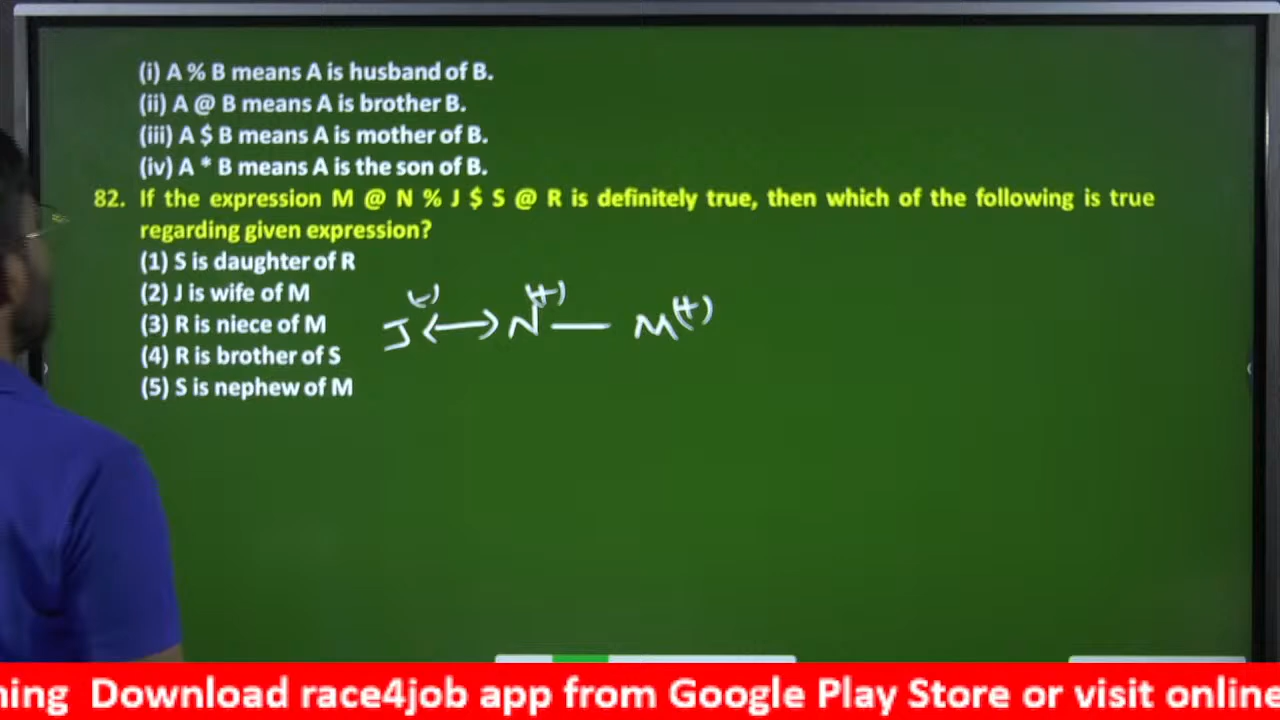 (i) A % B means A is husband of B.
(ii) A @ B means A is brother B.
(iii) A $ B means A is mother of B.
(iv) A * B means A is the son of B.
82. If the expression M @ N % J $ S @ R is definitely true, then which of the following is true
regarding given expression?
(1) S is daughter of R
(2) J is wife of M
(3) R is niece of M
(4) R is brother of S
(5) S is nephew of M
J(-) ↔ N(+) — M(+)
ning Download race4job app from Google Play Store or visit online